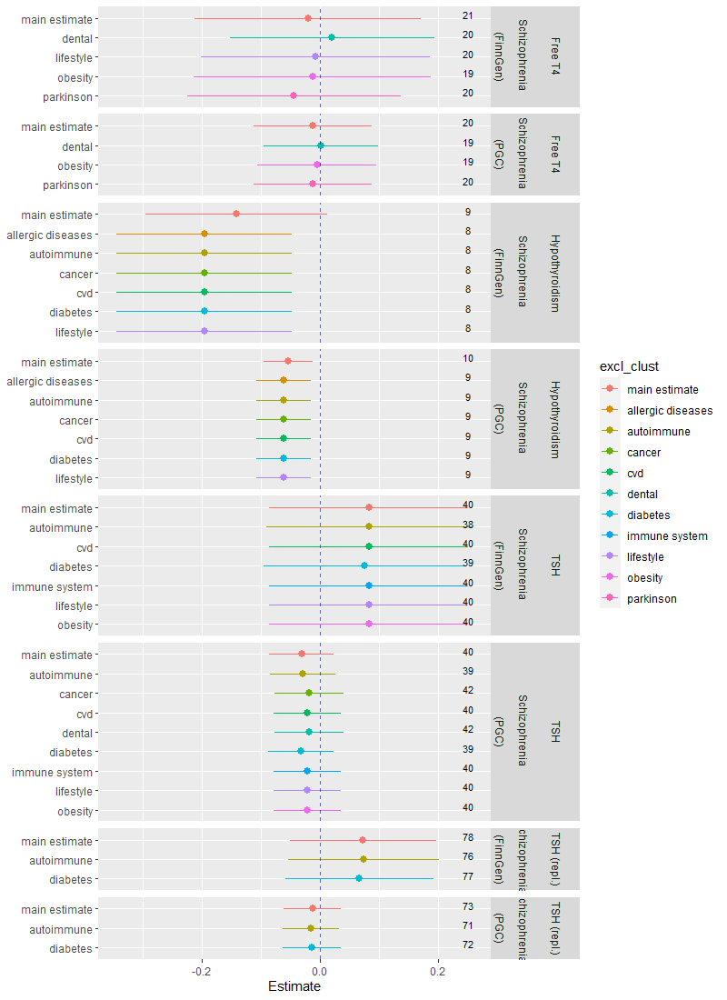 main estimate 21
dental 20
lifestyle 20
obesity 19
parkinson 20
Free T4
Schizophrenia
(FinnGen)
main estimate 20
dental 19
obesity 19
parkinson 20
Free T4
Schizophrenia
(PGC)
main estimate 9
allergic diseases 8
autoimmune 8
cancer 8
cvd 8
diabetes 8
lifestyle 8
Hypothyroidism
Schizophrenia
(FinnGen)
main estimate 10
allergic diseases 9
autoimmune 9
cancer 9
cvd 9
diabetes 9
lifestyle 9
Hypothyroidism
Schizophrenia
(PGC)
main estimate 40
autoimmune 38
cvd 40
diabetes 39
immune system 40
lifestyle 40
obesity 40
TSH
Schizophrenia
(FinnGen)
main estimate 40
autoimmune 39
cancer 42
cvd 40
dental 42
diabetes 39
immune system 40
lifestyle 40
obesity 40
TSH
Schizophrenia
(PGC)
main estimate 78
autoimmune 76
diabetes 77
TSH (repl.)
chizophrenia
(FinnGen)
main estimate 73
autoimmune 71
diabetes 72
TSH (repl.)
chizophrenia
(PGC)
-0.2 0.0 0.2
Estimate
excl_clust
main estimate
allergic diseases
autoimmune
cancer
cvd
dental
diabetes
immune system
lifestyle
obesity
parkinson